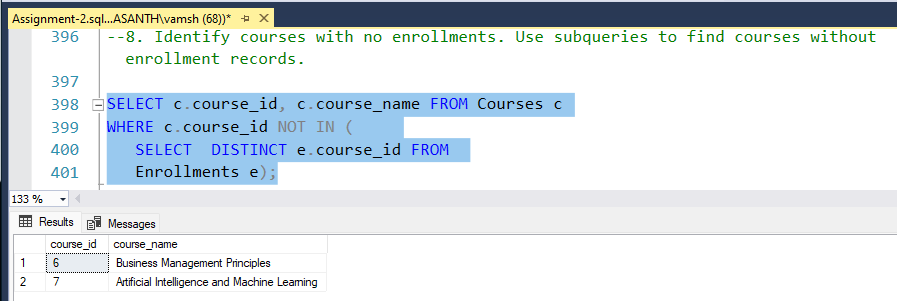 Assignment-2.sql...ASANTH\vamsh (68))*
396 --8. Identify courses with no enrollments. Use subqueries to find courses without
enrollment records.
397
398 SELECT c.course_id, c.course_name FROM Courses c
399 WHERE c.course_id NOT IN (
400 SELECT  DISTINCT e.course_id FROM
401 Enrollments e);
133 %
Results Messages
course_id course_name
1 6 Business Management Principles
2 7 Artificial Intelligence and Machine Learning